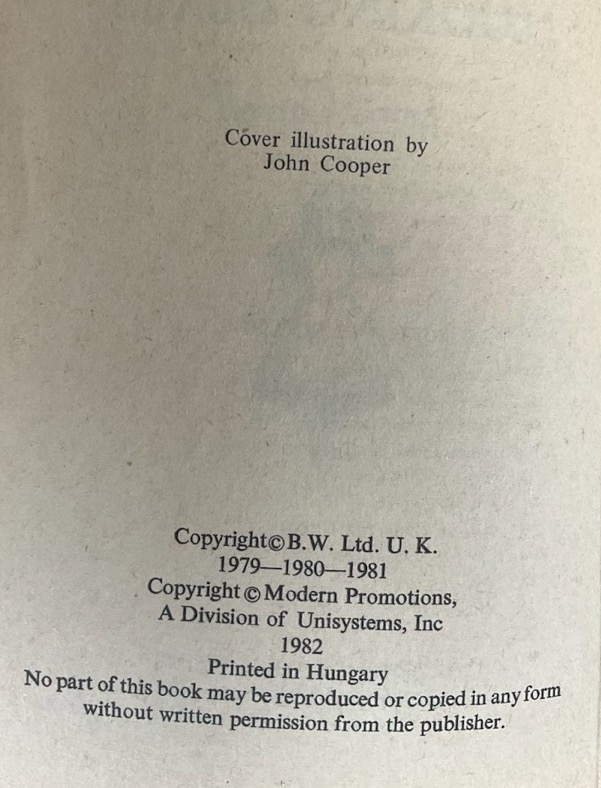 Cover illustration by
John Cooper
Copyright©B.W. Ltd. U. K.
1979—1980—1981
Copyright © Modern Promotions,
A Division of Unisystems, Inc
1982
Printed in Hungary
No part of this book may be reproduced or copied in any form
without written permission from the publisher.